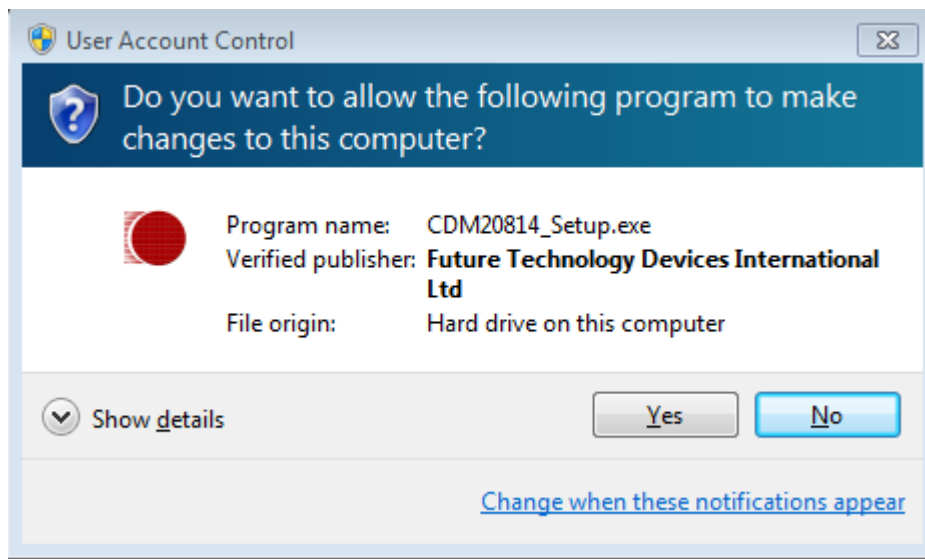 User Account Control
Do you want to allow the following program to make
changes to this computer?
Program name: CDM20814_Setup.exe
Verified publisher: Future Technology Devices International
Ltd
File origin: Hard drive on this computer
Show details
Yes
No
Change when these notifications appear